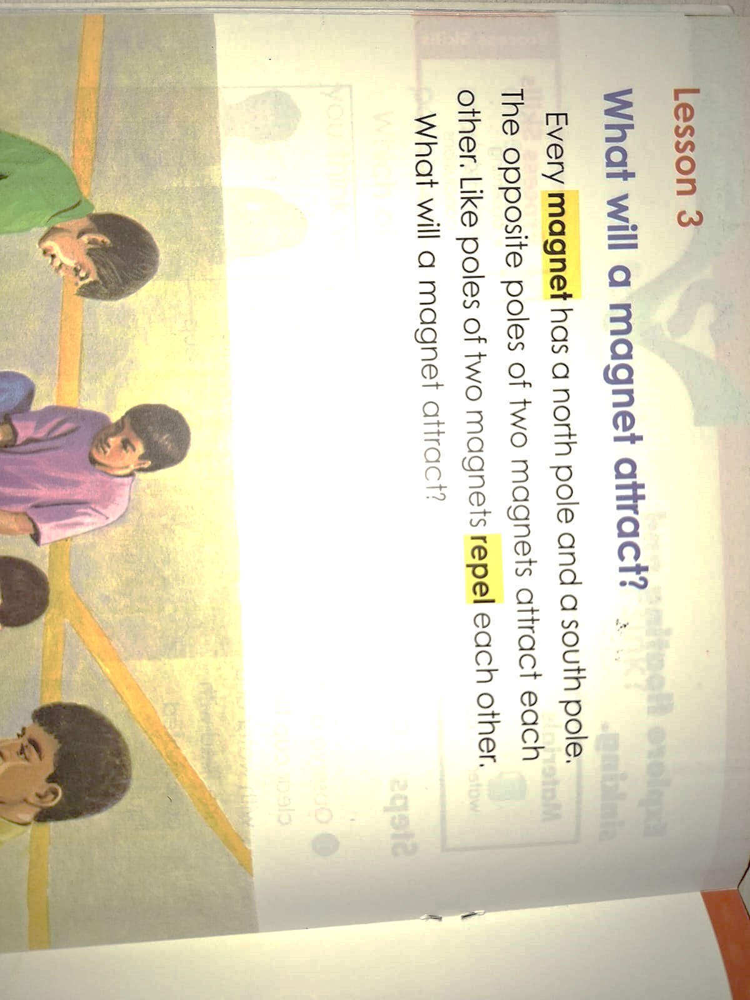 Lesson 3
What will a magnet attract?
Every magnet has a north pole and a south pole.
The opposite poles of two magnets attract each
other. Like poles of two magnets repel each other.
What will a magnet attract?